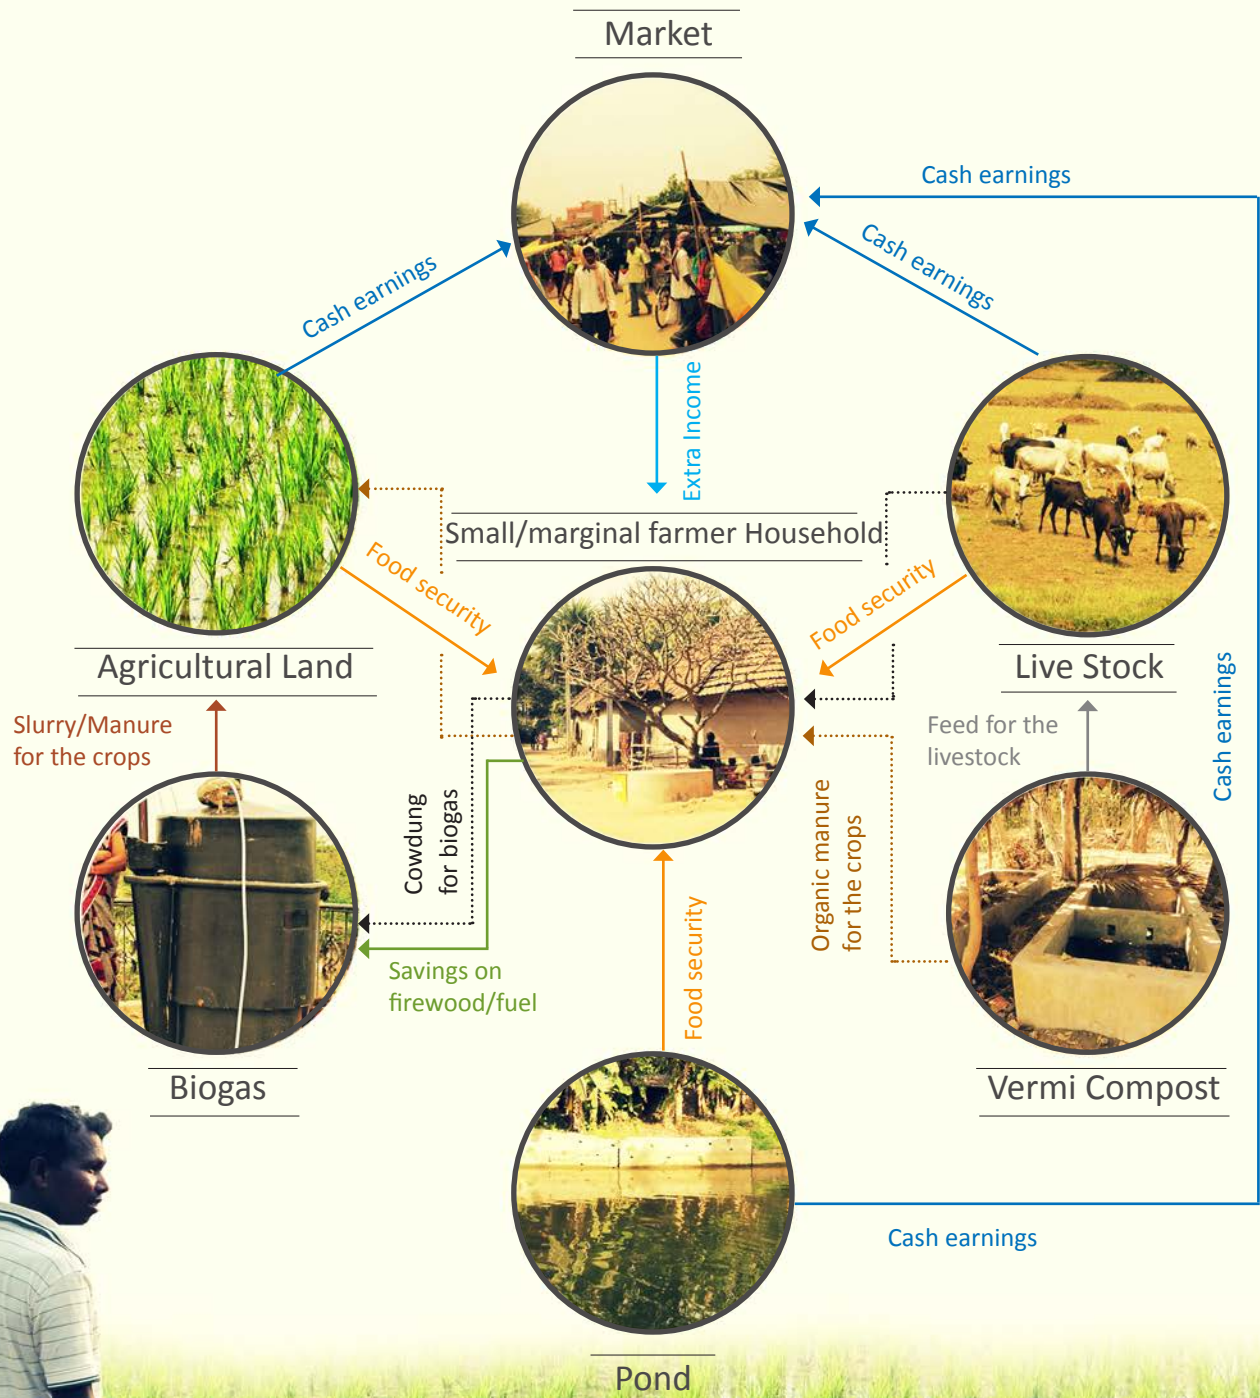 Market
Cash earnings
Cash earnings
Cash earnings
Extra Income
Small/marginal farmer Household
Food security
Food security
Agricultural Land
Live Stock
Slurry/Manure
for the crops
Feed for the
livestock
Cash earnings
Cowdung
for biogas
Organic manure
for the crops
Savings on
firewood/fuel
Food security
Biogas
Vermi Compost
Cash earnings
Pond